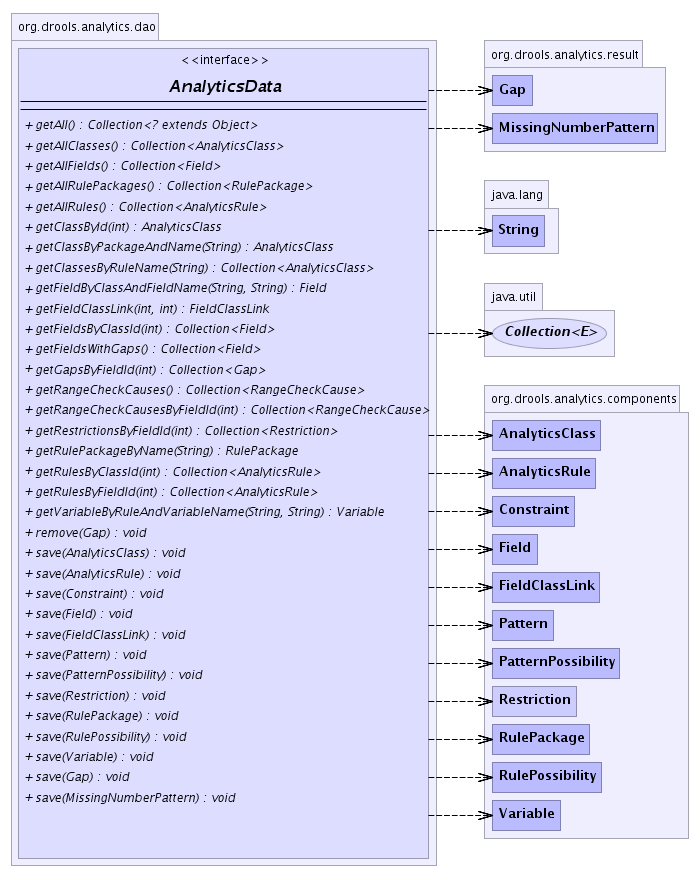 org.drools.analytics.dao
<<interface>>
AnalyticsData
+ getAll() : Collection<? extends Object>
+ getAllClasses() : Collection<AnalyticsClass>
+ getAllFields() : Collection<Field>
+ getAllRulePackages() : Collection<RulePackage>
+ getAllRules() : Collection<AnalyticsRule>
+ getClassById(int) : AnalyticsClass
+ getClassByPackageAndName(String) : AnalyticsClass
+ getClassesByRuleName(String) : Collection<AnalyticsClass>
+ getFieldByClassAndFieldName(String, String) : Field
+ getFieldClassLink(int, int) : FieldClassLink
+ getFieldsByClassId(int) : Collection<Field>
+ getFieldsWithGaps() : Collection<Field>
+ getGapsByFieldId(int) : Collection<Gap>
+ getRangeCheckCauses() : Collection<RangeCheckCause>
+ getRangeCheckCausesByFieldId(int) : Collection<RangeCheckCause>
+ getRestrictionsByFieldId(int) : Collection<Restriction>
+ getRulePackageByName(String) : RulePackage
+ getRulesByClassId(int) : Collection<AnalyticsRule>
+ getRulesByFieldId(int) : Collection<AnalyticsRule>
+ getVariableByRuleAndVariableName(String, String) : Variable
+ remove(Gap) : void
+ save(AnalyticsClass) : void
+ save(AnalyticsRule) : void
+ save(Constraint) : void
+ save(Field) : void
+ save(FieldClassLink) : void
+ save(Pattern) : void
+ save(PatternPossibility) : void
+ save(Restriction) : void
+ save(RulePackage) : void
+ save(RulePossibility) : void
+ save(Variable) : void
+ save(Gap) : void
+ save(MissingNumberPattern) : void
org.drools.analytics.result
Gap
MissingNumberPattern
java.lang
String
java.util
Collection<E>
org.drools.analytics.components
AnalyticsClass
AnalyticsRule
Constraint
Field
FieldClassLink
Pattern
PatternPossibility
Restriction
RulePackage
RulePossibility
Variable